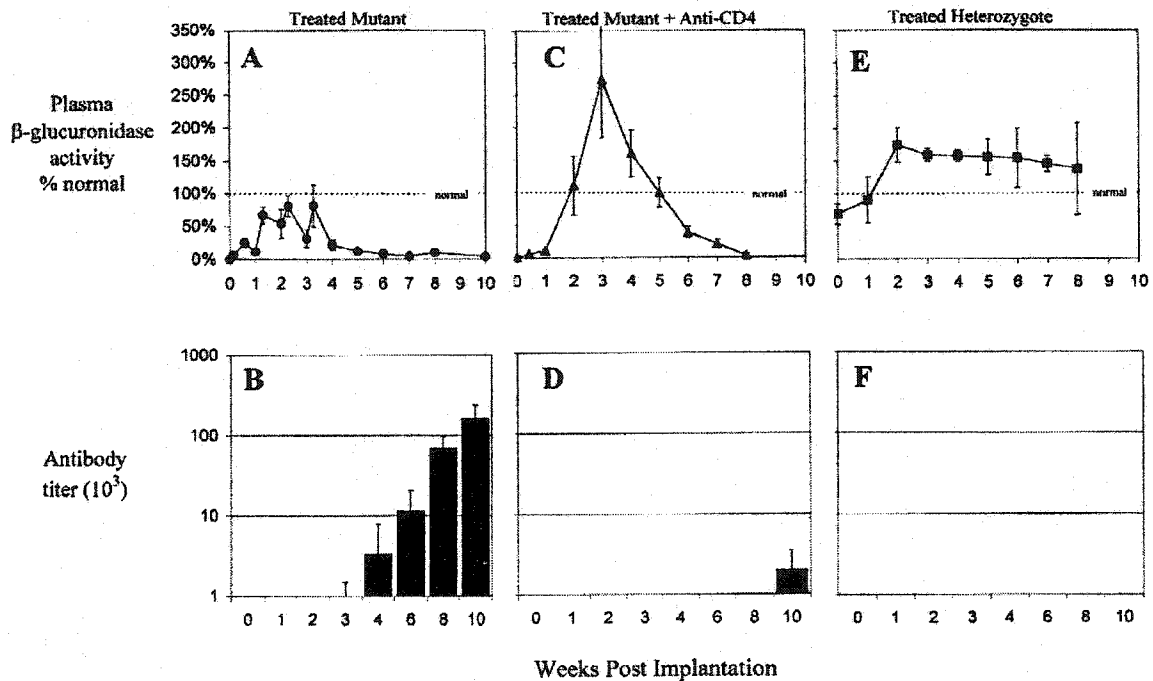 Treated Mutant
Treated Mutant + Anti-CD4
Treated Heterozygote
Plasma
β-glucuronidase
activity
% normal
350%
300%
250%
200%
150%
100%
50%
0%
A
normal
0 1 2 3 4 5 6 7 8 9 10
C
normal
0 1 2 3 4 5 6 7 8 9 10
E
normal
0 1 2 3 4 5 6 7 8 9 10
Antibody
titer (10³)
1000
100
10
1
B
0 1 2 3 4 6 8 10
D
0 1 2 3 4 6 8 10
F
0 1 2 3 4 6 8 10
Weeks Post Implantation